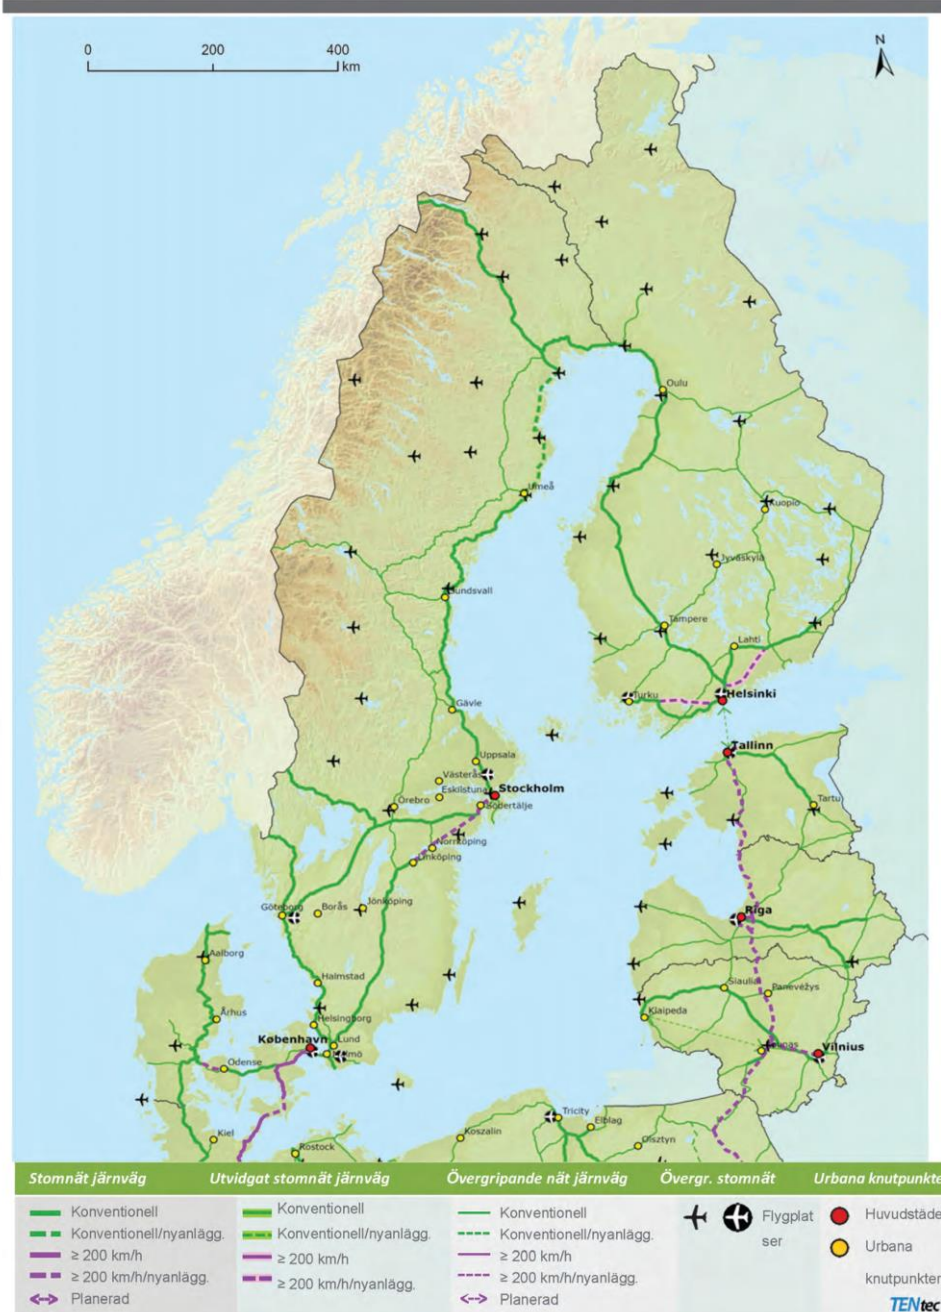 0 200 400
km
N
Oulu
Umeå
Kuopio
Jyväskylä
Sundsvall
Tampere
Lahti
Turku
Helsinki
Gävle
Tallinn
Uppsala
Västerås
Eskilstuna
Stockholm
Örebro
Södertälje
Tartu
Norrköping
Linköping
Göteborg
Borås
Jönköping
Rīga
Aalborg
Halmstad
Siauliai
Panevėžys
Århus
Helsingborg
Klaipeda
København
Lund
Malmö
Vilnius
Odense
Kiel
Rostock
Koszalin
Tricity
Elblag
Olsztyn
Stomnät järnväg Utvidgat stomnät järnväg Övergripande nät järnväg Övergr. stomnät Urbana knutpunkte
Konventionell Konventionell Konventionell Flygplat Huvudstäde
Konventionell/nyanlägg. Konventionell/nyanlägg. Konventionell/nyanlägg. ser
≥ 200 km/h ≥ 200 km/h ≥ 200 km/h Urbana
≥ 200 km/h/nyanlägg. ≥ 200 km/h/nyanlägg. ≥ 200 km/h/nyanlägg. knutpunkter
Planerad Planerad
TENtec